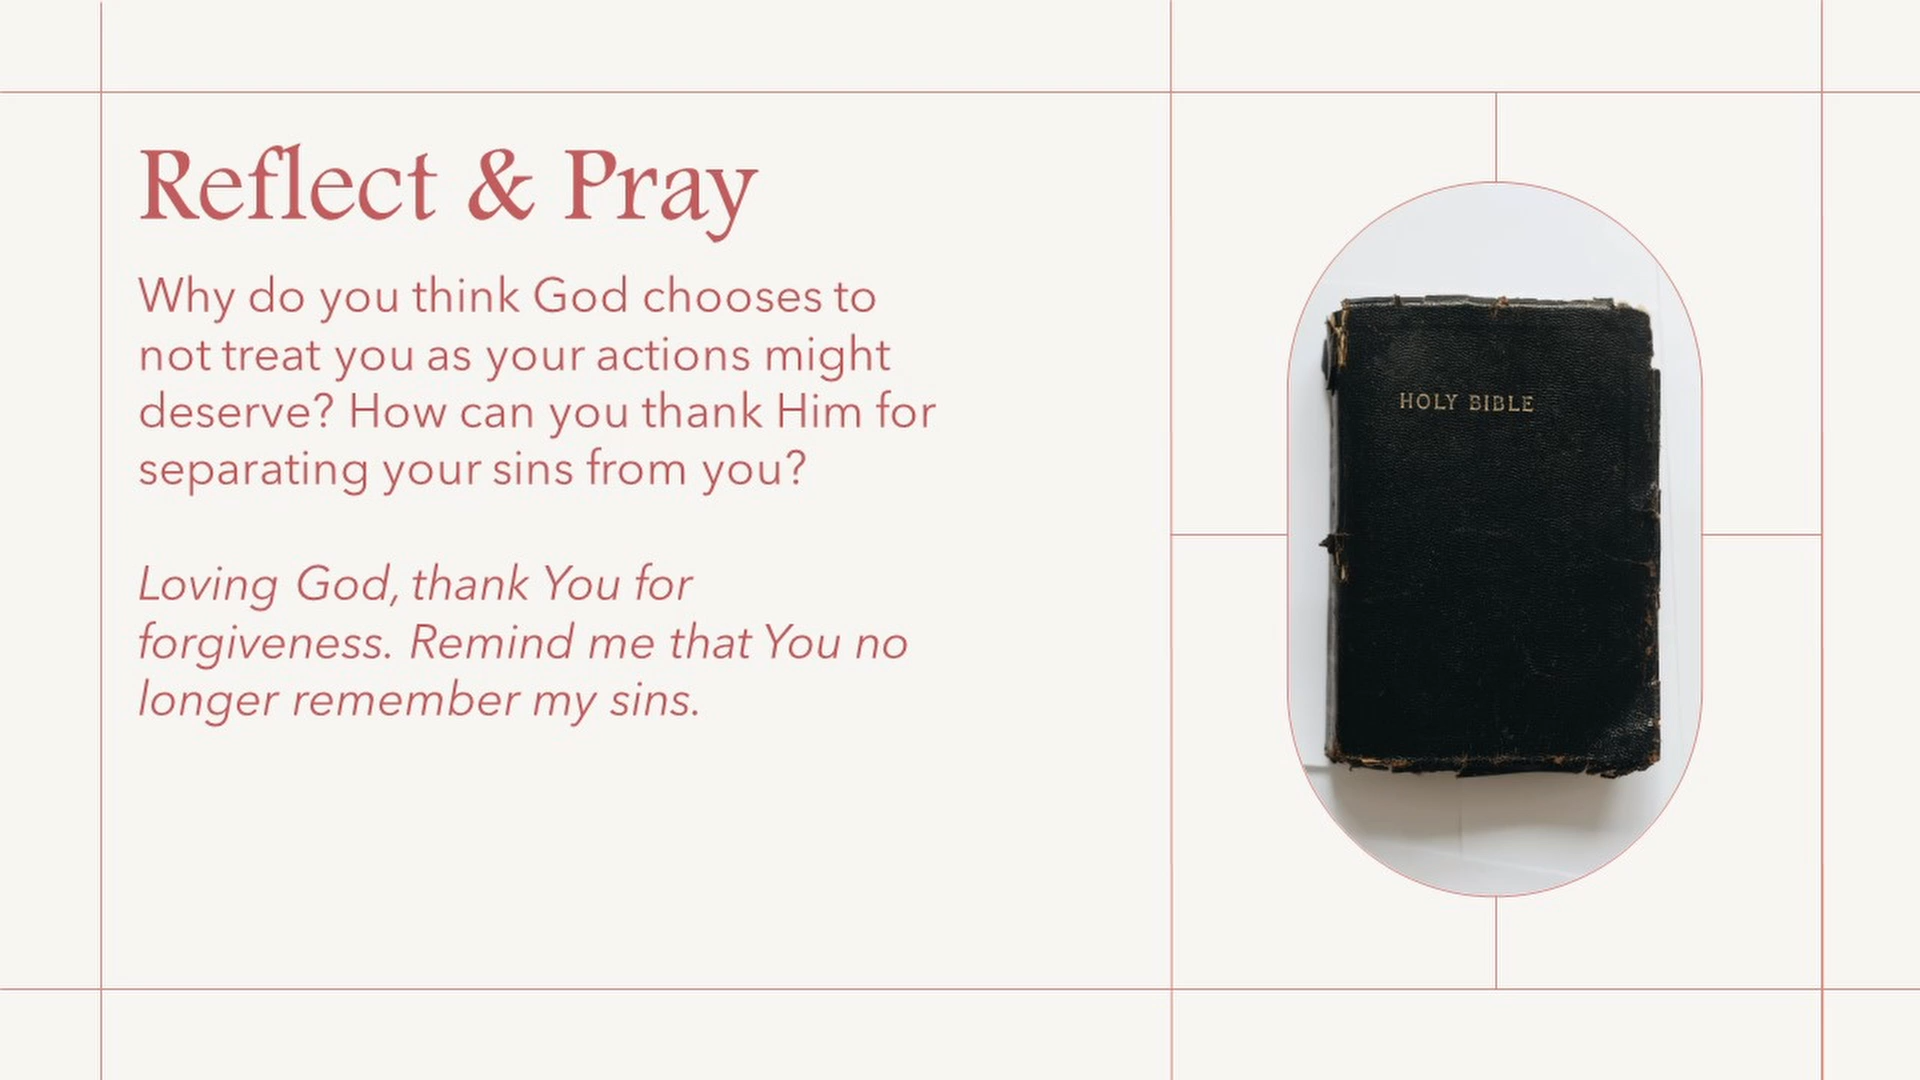 Reflect & Pray
Why do you think God chooses to
not treat you as your actions might
deserve? How can you thank Him for
separating your sins from you?
Loving God, thank You for
forgiveness. Remind me that You no
longer remember my sins.
HOLY BIBLE